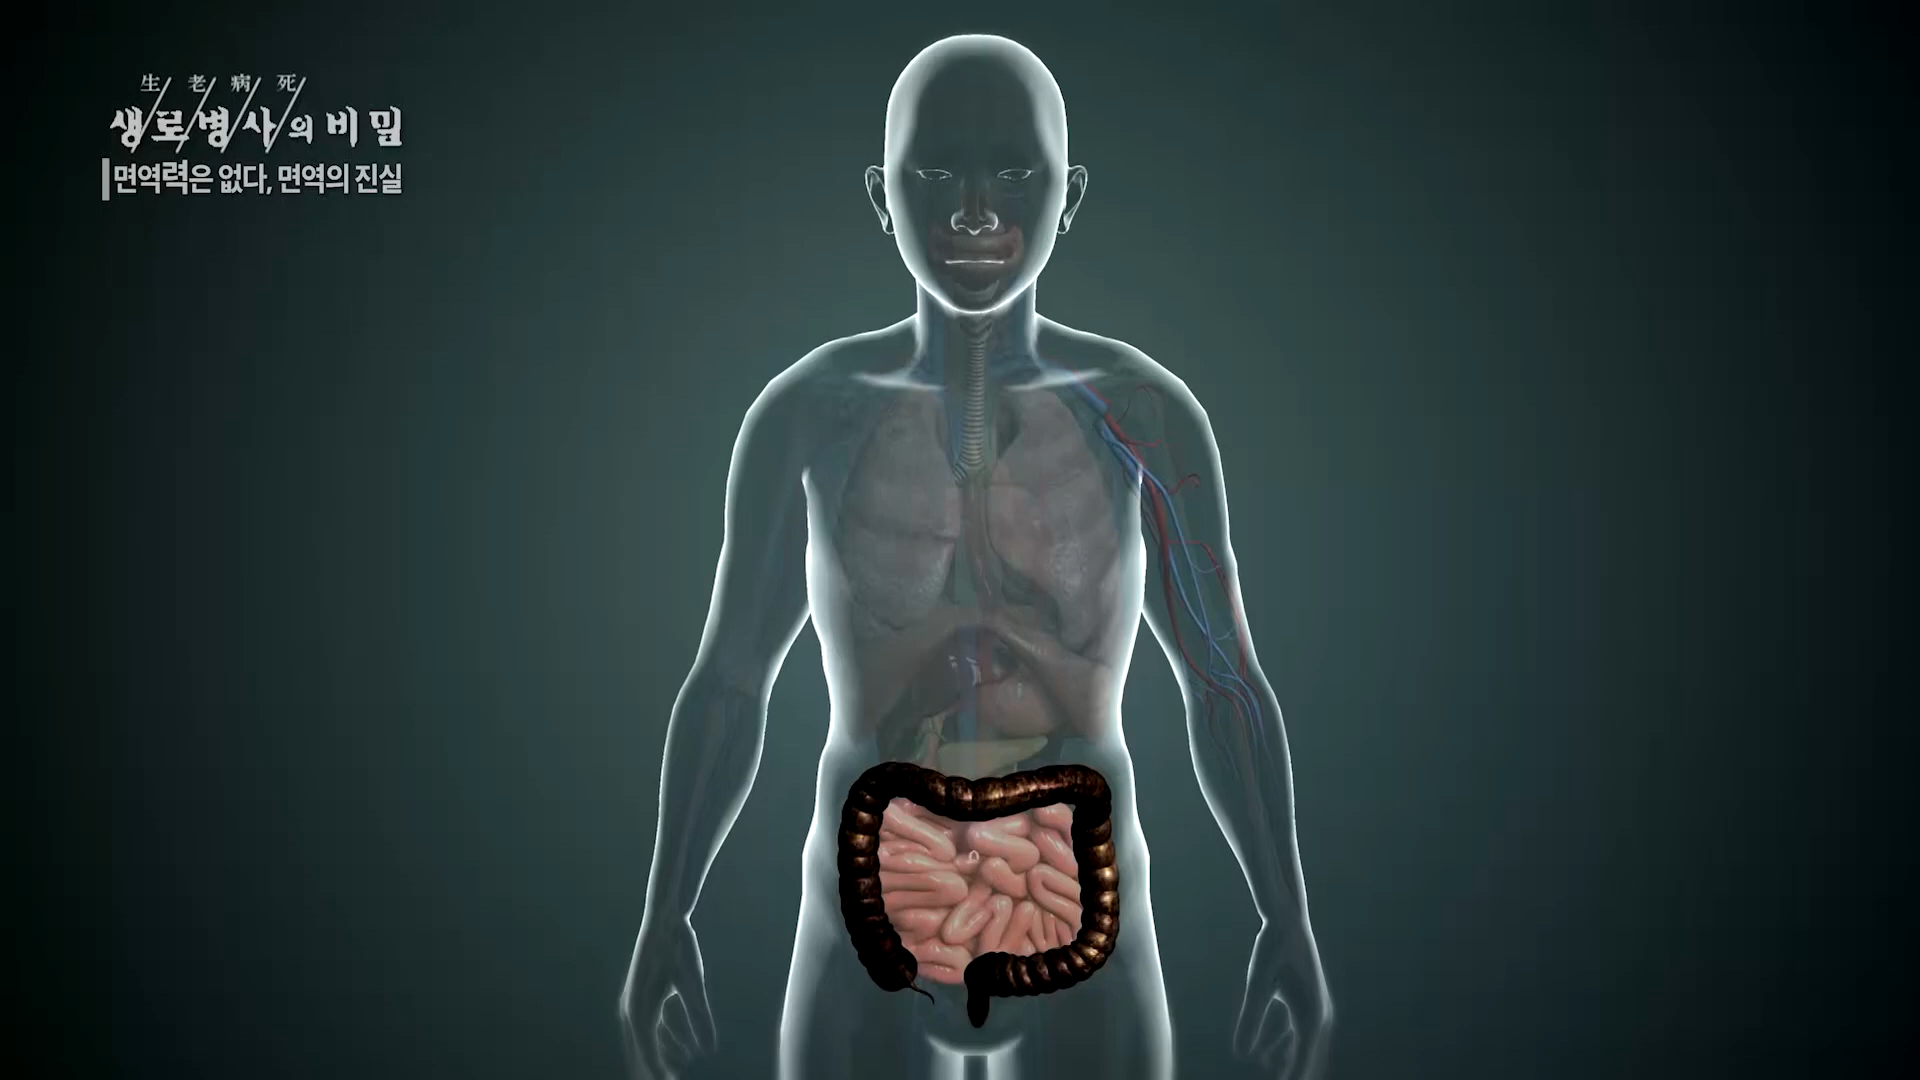 生 老 病 死
생로병사의 비밀
면역력은 없다, 면역의 진실